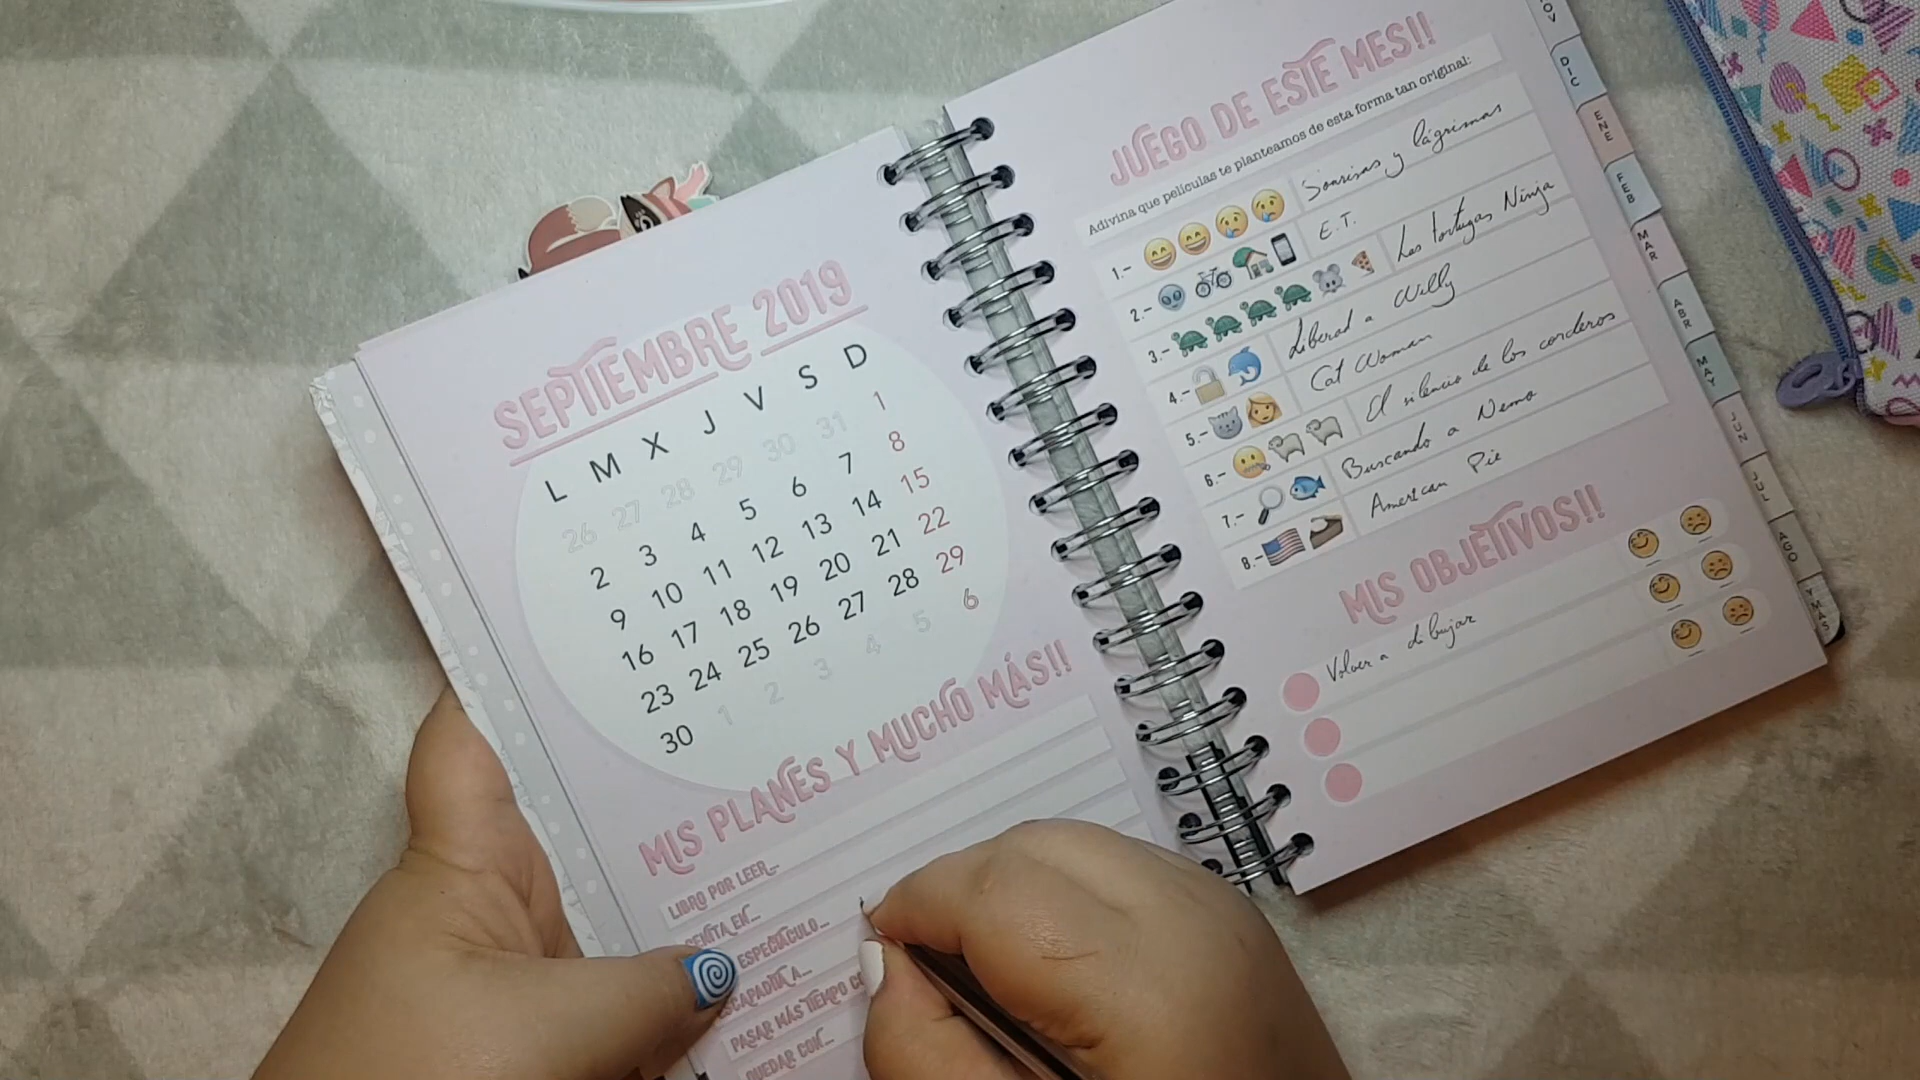 SEPTIEMBRE 2019
L M X J V S D
26 27 28 29 30 31 1
2 3 4 5 6 7 8
9 10 11 12 13 14 15
16 17 18 19 20 21 22
23 24 25 26 27 28 29
30 1 2 3 4 5 6
MIS PLANES Y MUCHO MÁS!!
LIBRO POR LEER...
CENITA EN...
ESPECTÁCULO...
ESCAPADITA A...
PASAR MÁS TIEMPO
QUEDAR CON...
JUEGO DE ESTE MES!!
Adivina que películas te planteamos de esta forma tan original:
1.- Sonrisas y lágrimas
2.- E.T.
3.- Las tortugas Ninja
4.- Liberad a Willy
5.- Cat Woman
6.- El silencio de los corderos
7.- Buscando a Nemo
8.- American Pie
MIS OBJETIVOS!!
Volver a dibujar
DIC
ENE
FEB
MAR
ABR
MAY
JUN
JUL
AGO
Y MÁS